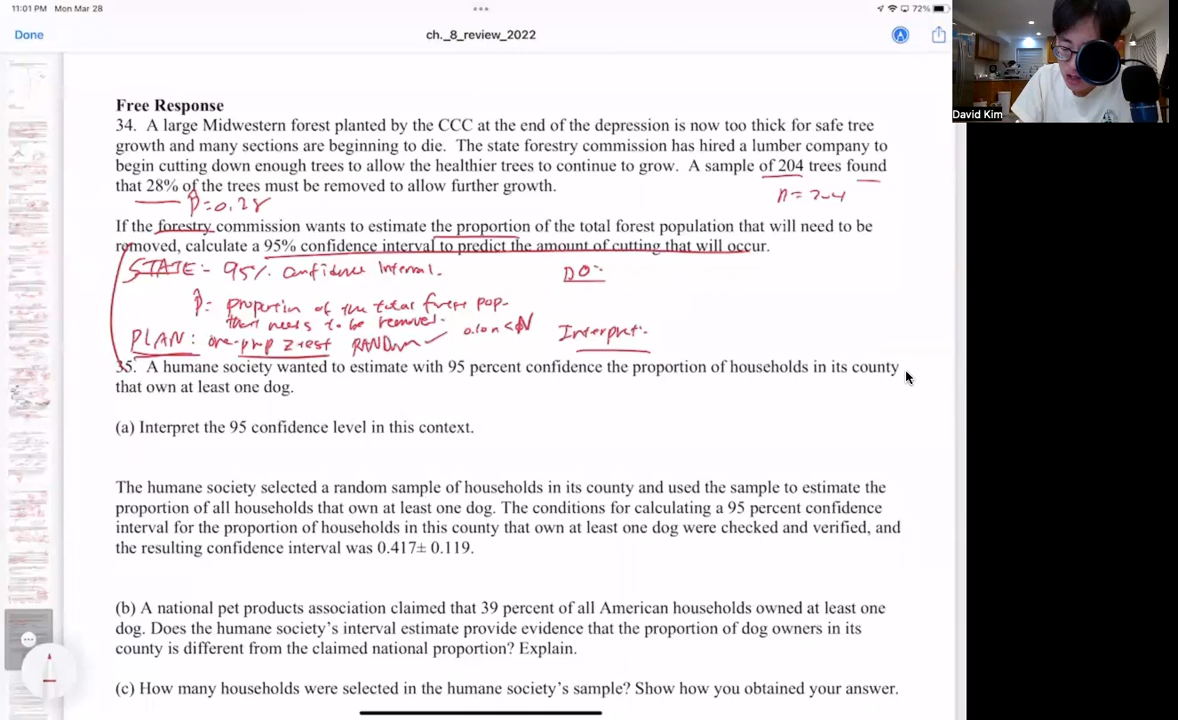 11:01 PM Mon Mar 28
72%
Done
ch._8_review_2022
David Kim
Free Response
34. A large Midwestern forest planted by the CCC at the end of the depression is now too thick for safe tree
growth and many sections are beginning to die. The state forestry commission has hired a lumber company to
begin cutting down enough trees to allow the healthier trees to continue to grow. A sample of 204 trees found
that 28% of the trees must be removed to allow further growth.
p̂=0.28
n=204
If the forestry commission wants to estimate the proportion of the total forest population that will need to be
removed, calculate a 95% confidence interval to predict the amount of cutting that will occur.
STATE - 95% Confidence Interval.
DO:
p̂= proportion of the total forest pop-
that needs to be removed.
PLAN: one-prop z test RANDom ✓ 0.10n<N
Interpret:
35. A humane society wanted to estimate with 95 percent confidence the proportion of households in its county
that own at least one dog.
(a) Interpret the 95 confidence level in this context.
The humane society selected a random sample of households in its county and used the sample to estimate the
proportion of all households that own at least one dog. The conditions for calculating a 95 percent confidence
interval for the proportion of households in this county that own at least one dog were checked and verified, and
the resulting confidence interval was 0.417± 0.119.
(b) A national pet products association claimed that 39 percent of all American households owned at least one
dog. Does the humane society's interval estimate provide evidence that the proportion of dog owners in its
county is different from the claimed national proportion? Explain.
(c) How many households were selected in the humane society's sample? Show how you obtained your answer.